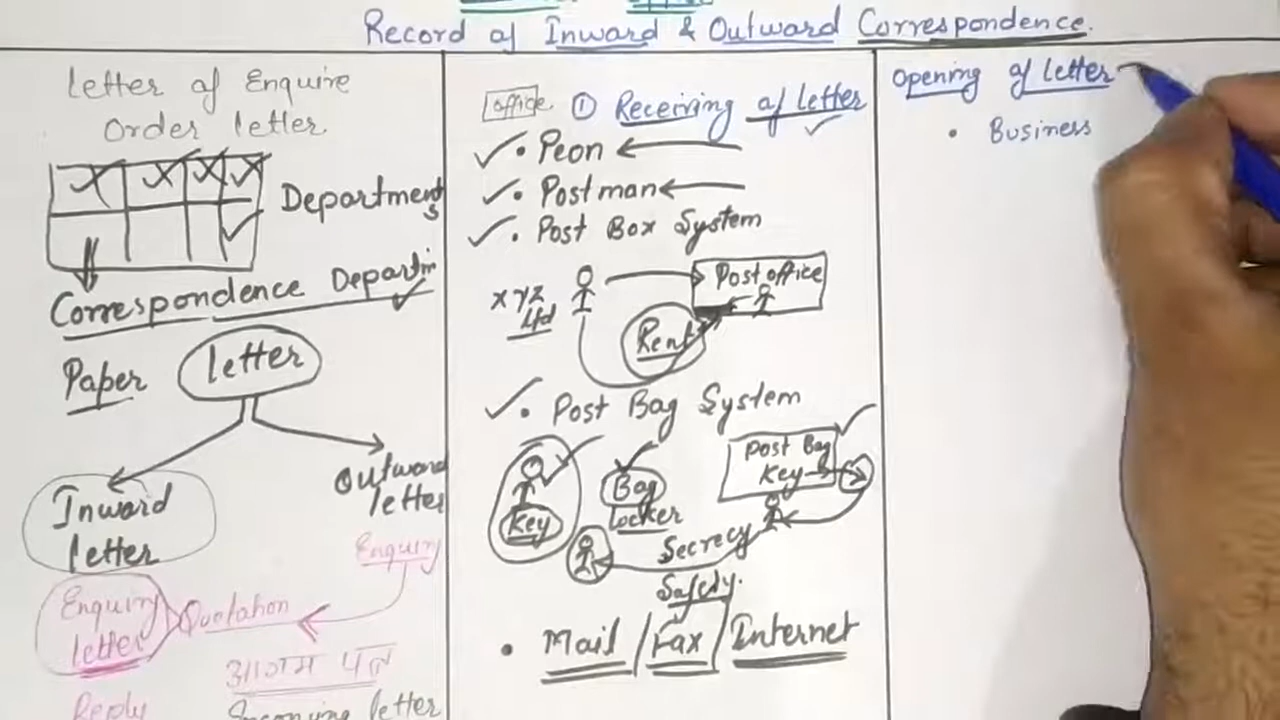 Record of Inward & Outward Correspondence.
Letter of Enquire
Order letter
Departments
Correspondence Departm
Paper letter
Inward letter
Outward letter
Enquiry
Enquiry letter
Quotation
आगम पत्र
Reply
Incoming letter
office ① Receiving of letter
• Peon
• Postman
• Post Box System
xyz Ltd
Post office
Rent
• Post Bag System
Key
Bag
Locker
Post Bag
Key
Secrecy
Safety.
• Mail / Fax / Internet
Opening of letter
• Business